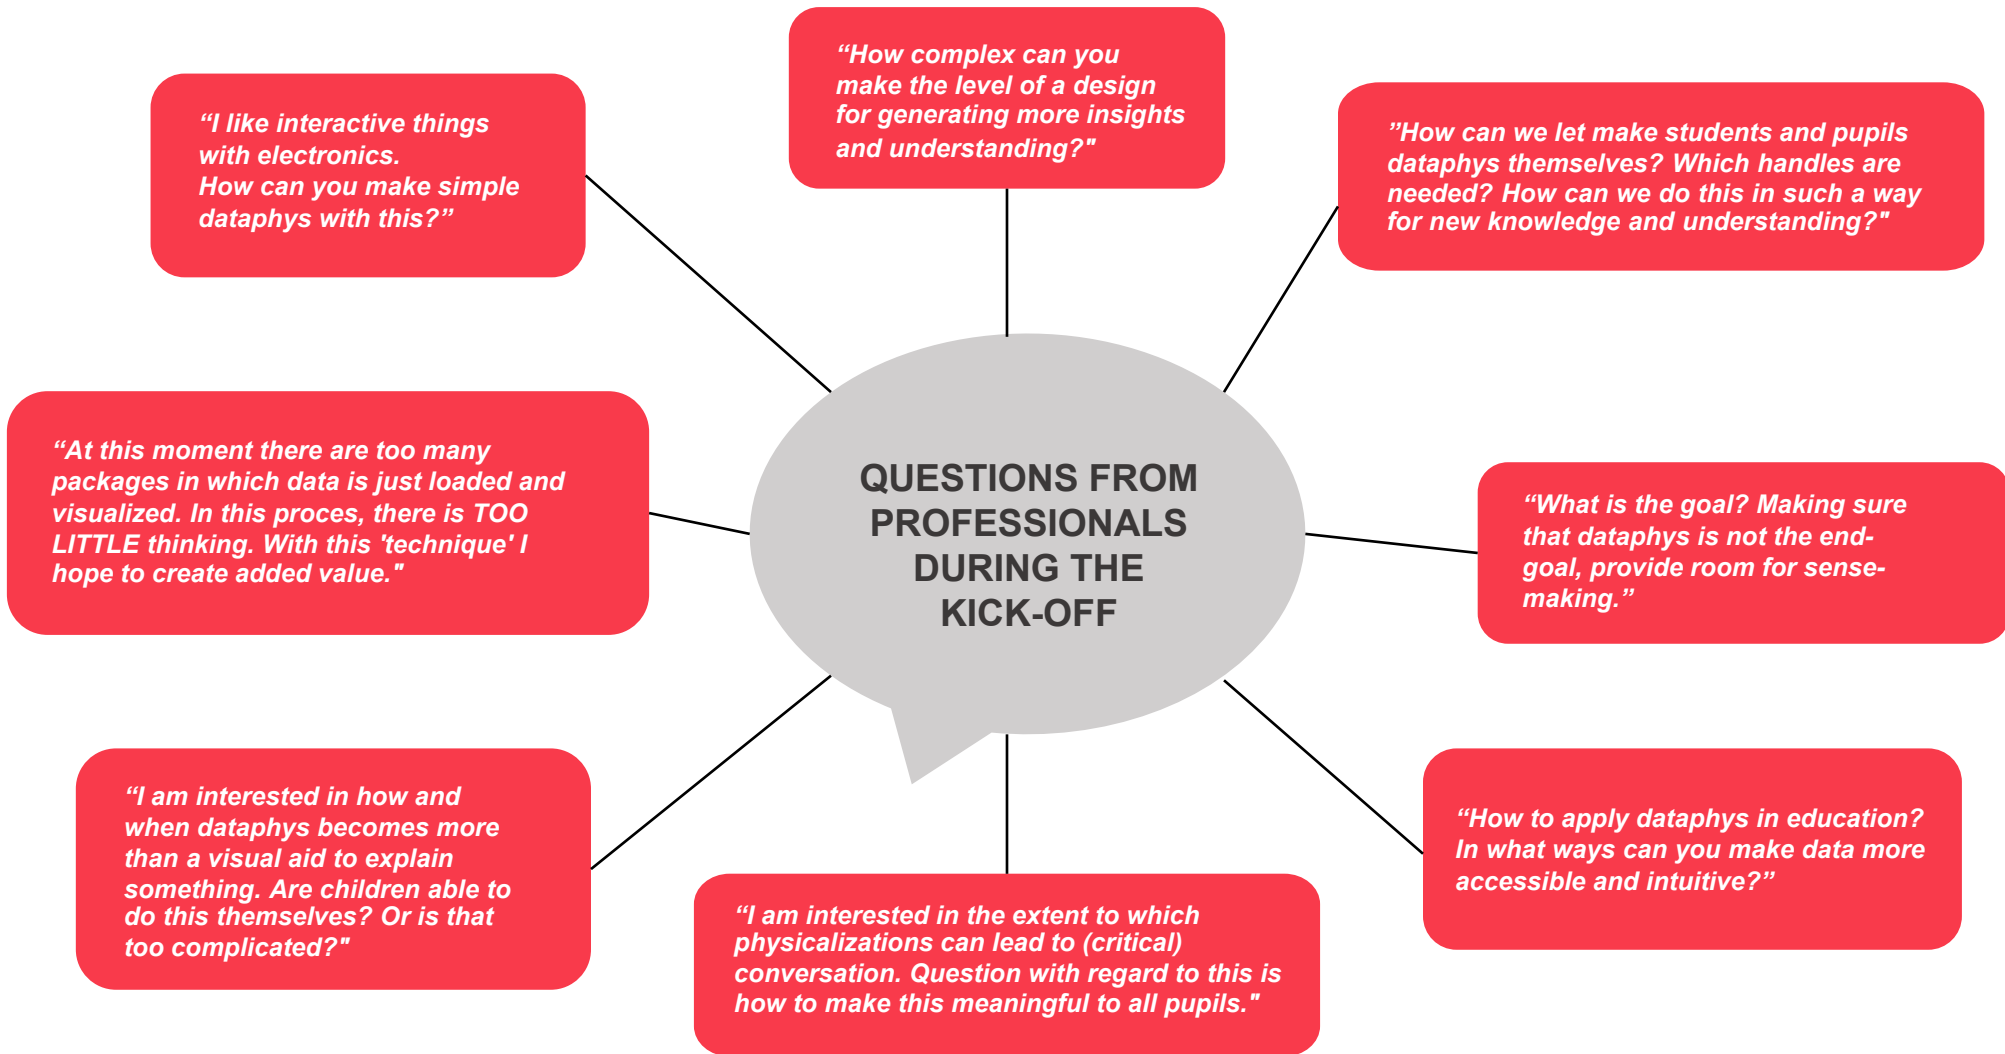 “How complex can you
make the level of a design
for generating more insights
and understanding?"
“I like interactive things
with electronics.
How can you make simple
dataphys with this?”
”How can we let make students and pupils
dataphys themselves? Which handles are
needed? How can we do this in such a way
for new knowledge and understanding?"
“At this moment there are too many
packages in which data is just loaded and
visualized. In this proces, there is TOO
LITTLE thinking. With this 'technique' I
hope to create added value."
QUESTIONS FROM
PROFESSIONALS
DURING THE
KICK-OFF
“What is the goal? Making sure
that dataphys is not the end-
goal, provide room for sense-
making.”
“I am interested in how and
when dataphys becomes more
than a visual aid to explain
something. Are children able to
do this themselves? Or is that
too complicated?"
“I am interested in the extent to which
physicalizations can lead to (critical)
conversation. Question with regard to this is
how to make this meaningful to all pupils."
“How to apply dataphys in education?
In what ways can you make data more
accessible and intuitive?”